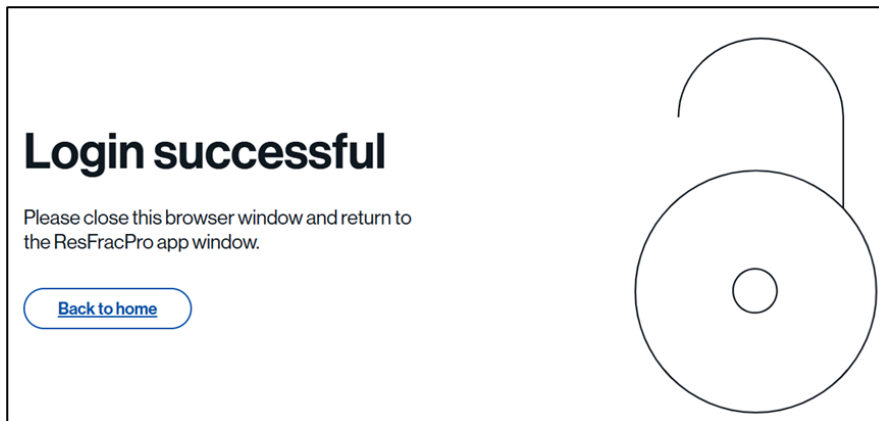 Login successful
Please close this browser window and return to
the ResFracPro app window.
Back to home